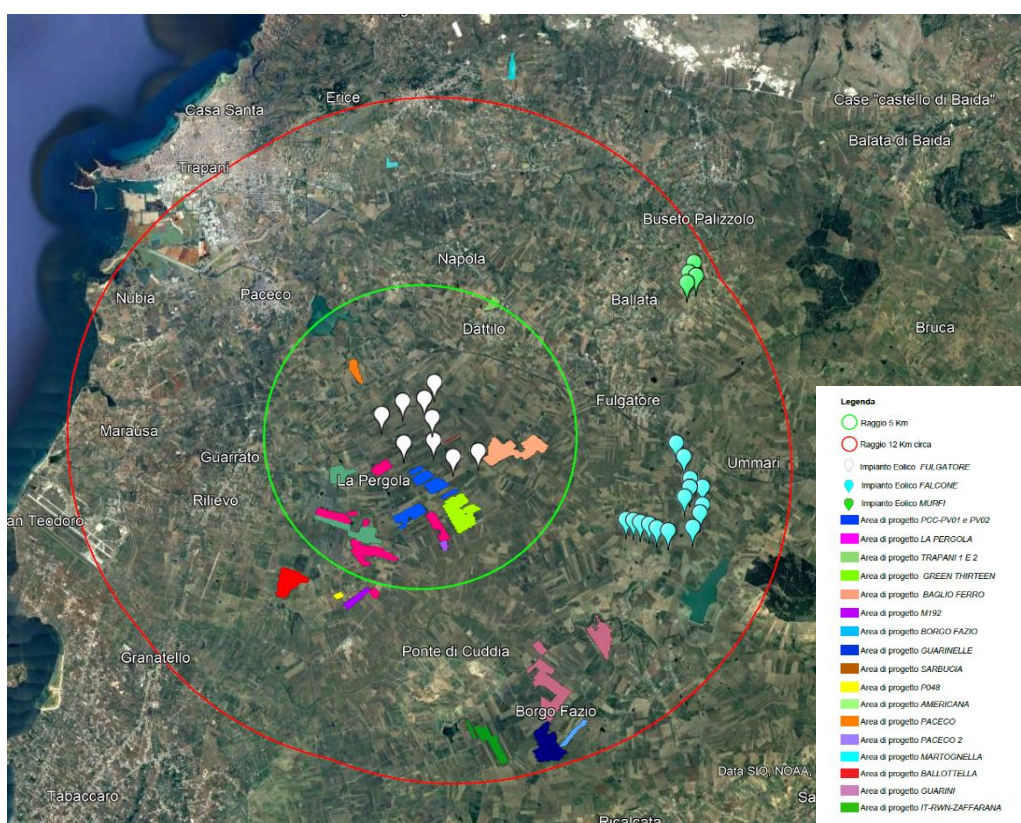 Erice
Casa Santa
Case "castello di Baida"
Balata di Baida
Trapani
Buseto Palizzolo
Napola
Nubia
Paceco
Ballata
Dattilo
Bruca
Fulgatore
Marausa
Guarrato
Ummari
La Pergola
Rilievo
an Teodoro
Ponte di Cuddia
Granatello
Borgo Fazio
Data SIO, NOAA,
Tabaccaro
Sa
Ricalcata
Legenda
Raggio 5 Km
Raggio 12 Km circa
Impianto Eolico FULGATORE
Impianto Eolico FALCONE
Impianto Eolico MURFI
Area di progetto PCC-PV01 e PV02
Area di progetto LA PERGOLA
Area di progetto TRAPANI 1 E 2
Area di progetto GREEN THIRTEEN
Area di progetto BAGLIO FERRO
Area di progetto M192
Area di progetto BORGO FAZIO
Area di progetto GUARINELLE
Area di progetto SARBUCIA
Area di progetto P048
Area di progetto AMERICANA
Area di progetto PACECO
Area di progetto PACECO 2
Area di progetto MARTOGNELLA
Area di progetto BALLOTTELLA
Area di progetto GUARINI
Area di progetto IT-RWN-ZAFFARANA